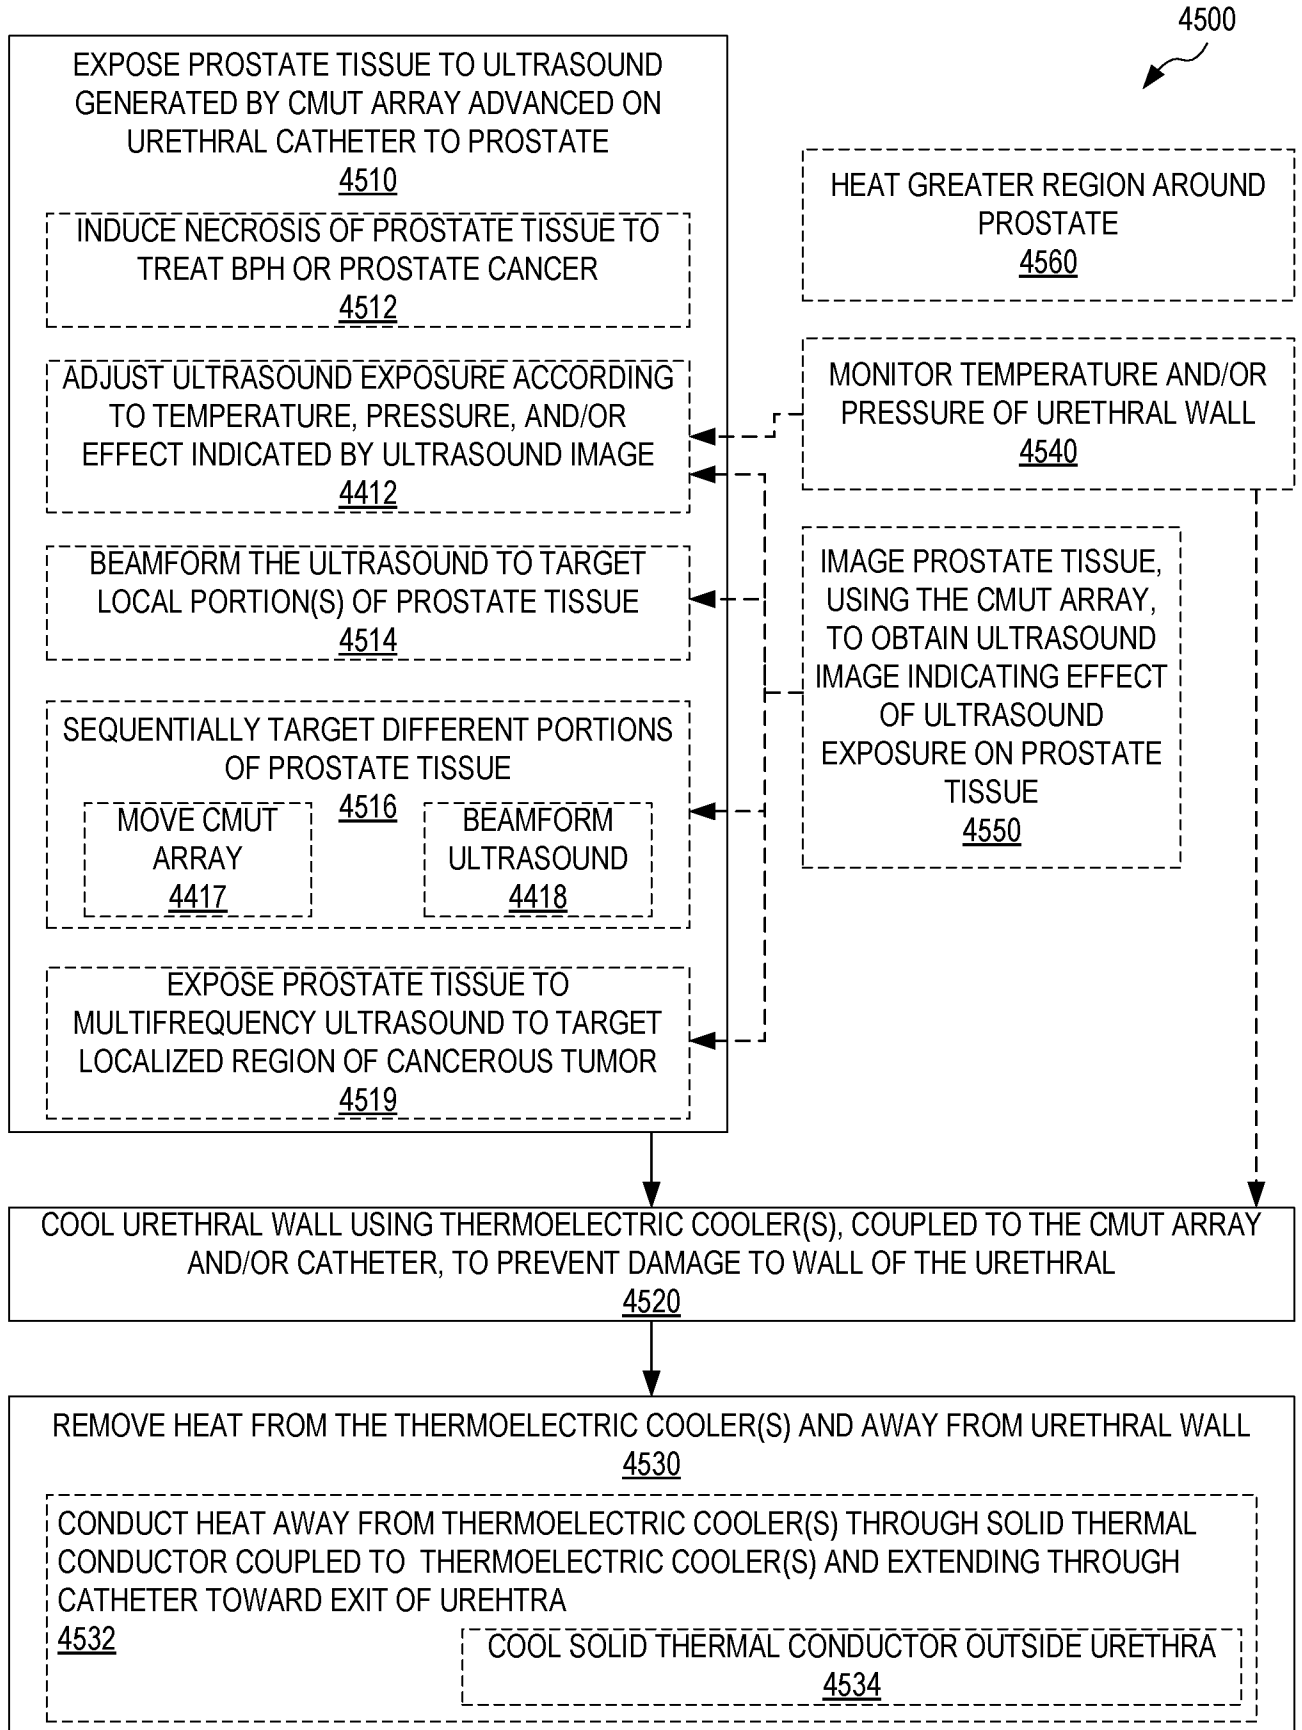 4500
EXPOSE PROSTATE TISSUE TO ULTRASOUND
GENERATED BY CMUT ARRAY ADVANCED ON
URETHRAL CATHETER TO PROSTATE
4510
INDUCE NECROSIS OF PROSTATE TISSUE TO
TREAT BPH OR PROSTATE CANCER
4512
ADJUST ULTRASOUND EXPOSURE ACCORDING
TO TEMPERATURE, PRESSURE, AND/OR
EFFECT INDICATED BY ULTRASOUND IMAGE
4412
BEAMFORM THE ULTRASOUND TO TARGET
LOCAL PORTION(S) OF PROSTATE TISSUE
4514
SEQUENTIALLY TARGET DIFFERENT PORTIONS
OF PROSTATE TISSUE
4516
MOVE CMUT
ARRAY
4417
BEAMFORM
ULTRASOUND
4418
EXPOSE PROSTATE TISSUE TO
MULTIFREQUENCY ULTRASOUND TO TARGET
LOCALIZED REGION OF CANCEROUS TUMOR
4519
HEAT GREATER REGION AROUND
PROSTATE
4560
MONITOR TEMPERATURE AND/OR
PRESSURE OF URETHRAL WALL
4540
IMAGE PROSTATE TISSUE,
USING THE CMUT ARRAY,
TO OBTAIN ULTRASOUND
IMAGE INDICATING EFFECT
OF ULTRASOUND
EXPOSURE ON PROSTATE
TISSUE
4550
COOL URETHRAL WALL USING THERMOELECTRIC COOLER(S), COUPLED TO THE CMUT ARRAY
AND/OR CATHETER, TO PREVENT DAMAGE TO WALL OF THE URETHRAL
4520
REMOVE HEAT FROM THE THERMOELECTRIC COOLER(S) AND AWAY FROM URETHRAL WALL
4530
CONDUCT HEAT AWAY FROM THERMOELECTRIC COOLER(S) THROUGH SOLID THERMAL
CONDUCTOR COUPLED TO THERMOELECTRIC COOLER(S) AND EXTENDING THROUGH
CATHETER TOWARD EXIT OF UREHTRA
4532
COOL SOLID THERMAL CONDUCTOR OUTSIDE URETHRA
4534